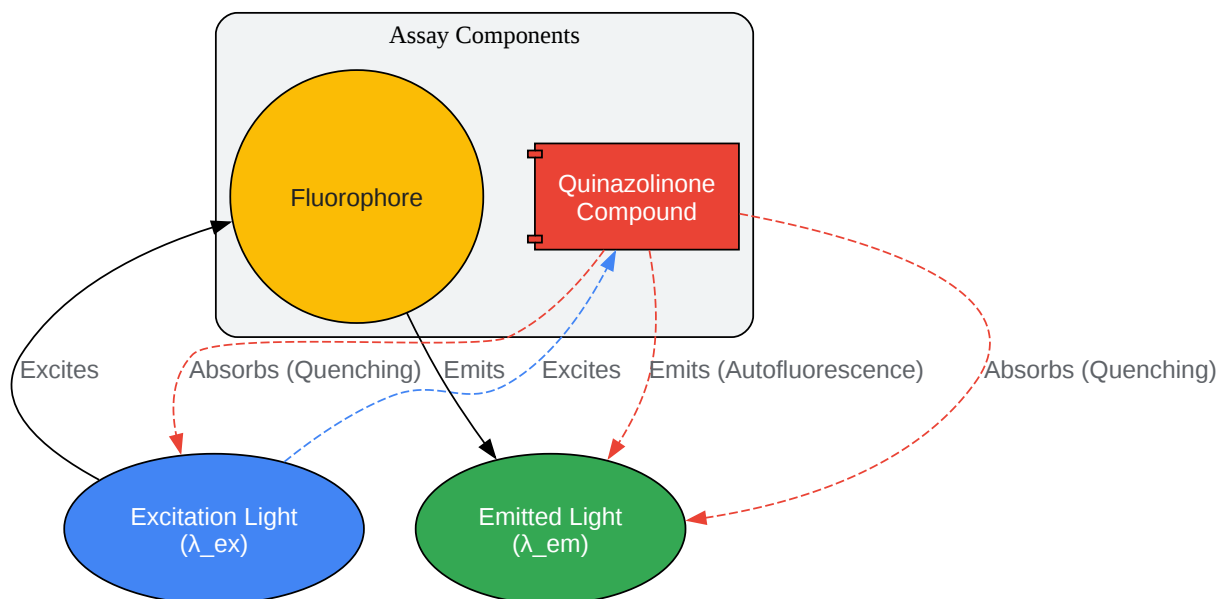 Assay Components
Fluorophore
Quinazolinone
Compound
Excites
Absorbs (Quenching)
Emits
Excites
Emits (Autofluorescence)
Absorbs (Quenching)
Excitation Light
(λ_ex)
Emitted Light
(λ_em)